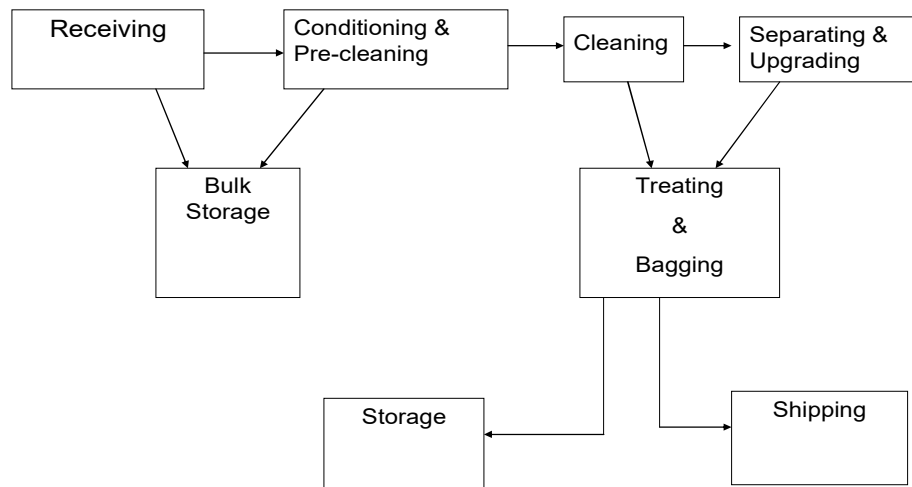 Receiving
Conditioning &
Pre-cleaning
Cleaning
Separating &
Upgrading
Bulk
Storage
Treating
&
Bagging
Storage
Shipping